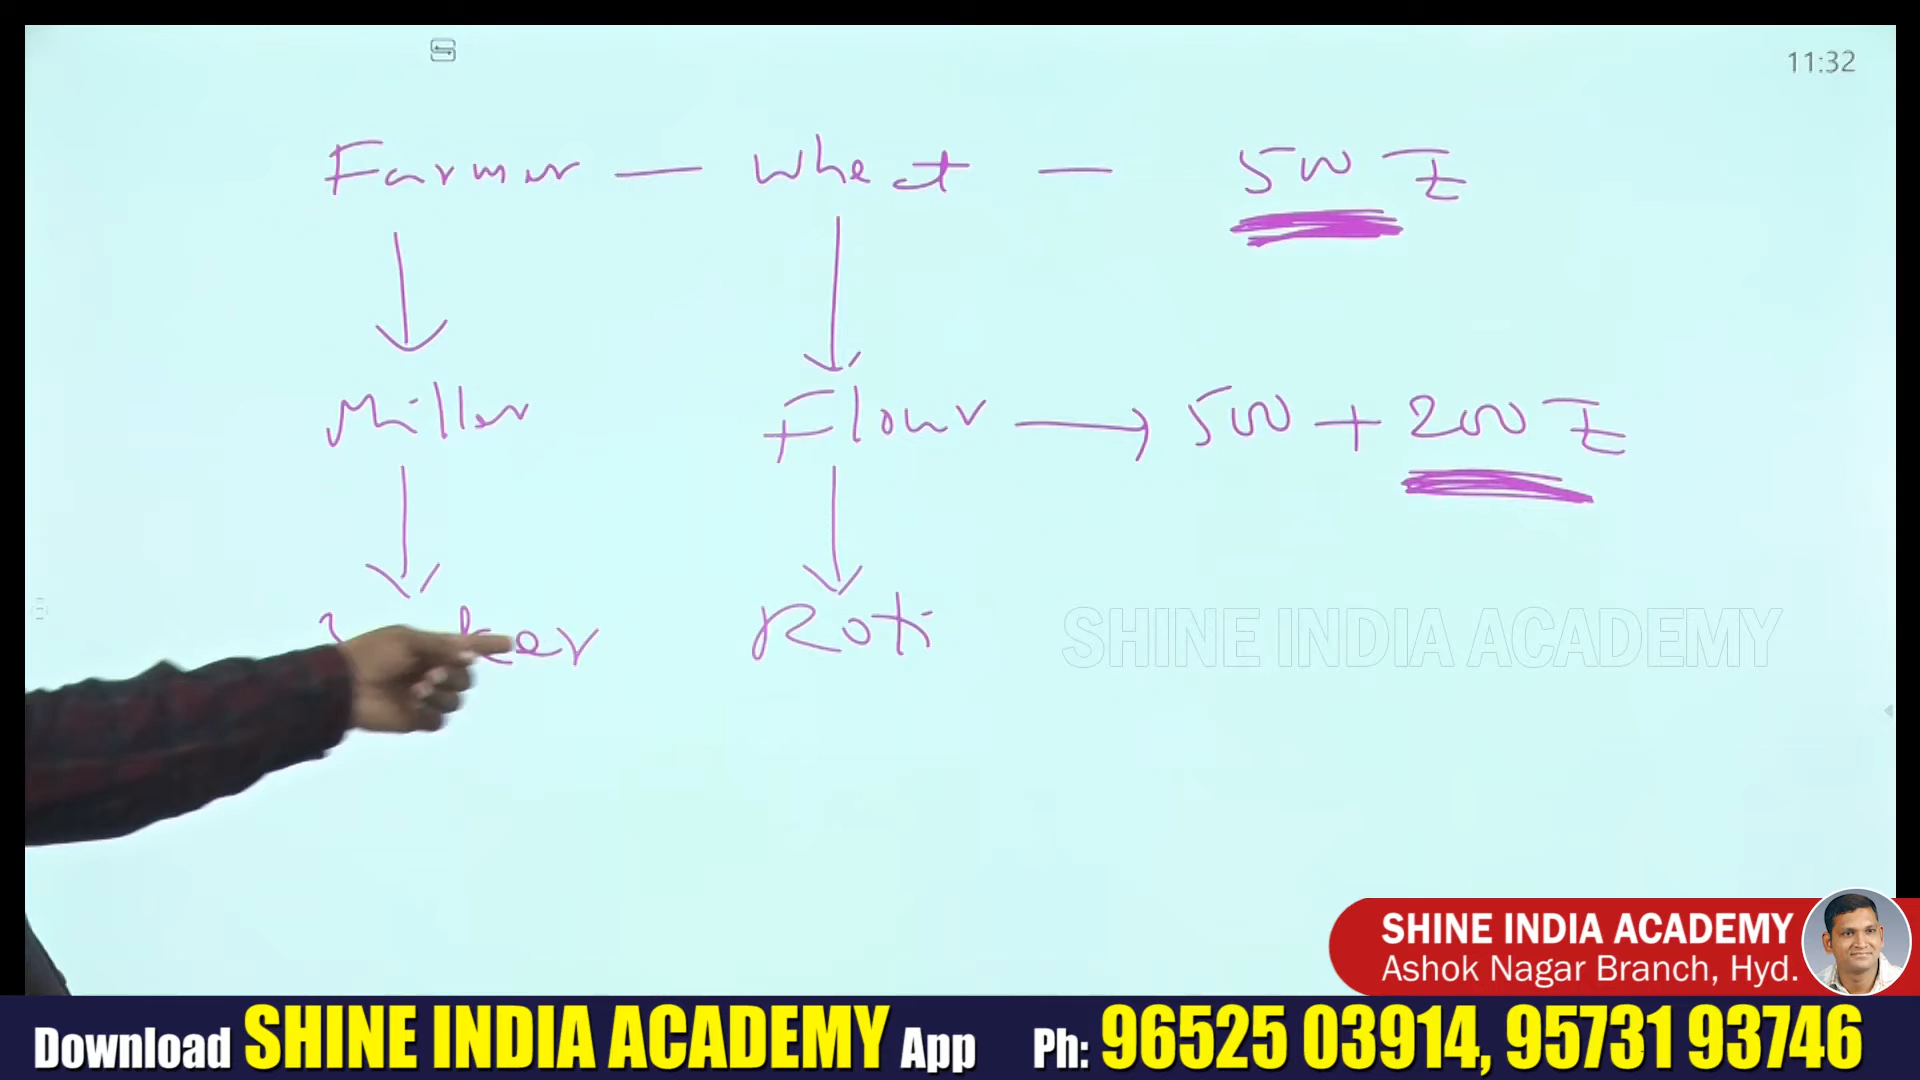 11:32
Farmer — Wheat — 500 ₹
Miller Flour → 500 + 200 ₹
Roti
SHINE INDIA ACADEMY
SHINE INDIA ACADEMY
Ashok Nagar Branch, Hyd.
Download SHINE INDIA ACADEMY App Ph: 96525 03914, 95731 93746